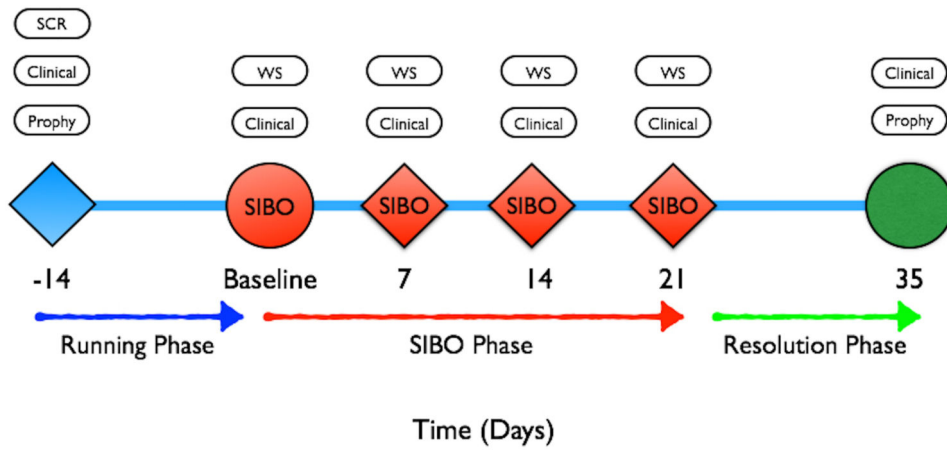 SCR
Clinical WS WS WS WS Clinical
Prophy Clinical Clinical Clinical Clinical Prophy
SIBO SIBO SIBO SIBO
-14 Baseline 7 14 21 35
Running Phase SIBO Phase Resolution Phase
Time (Days)